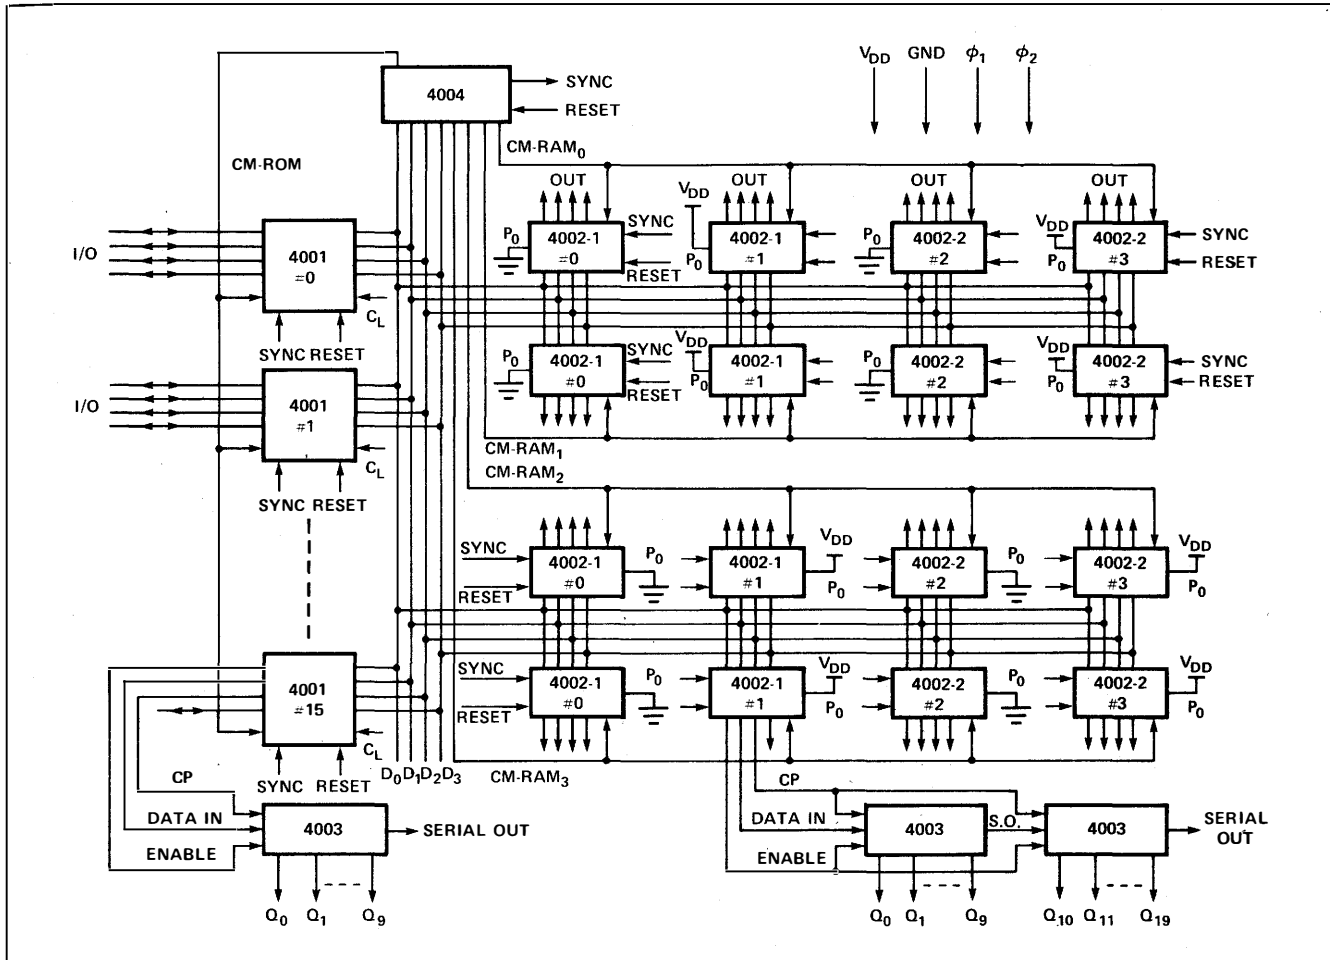 V_DD GND φ₁ φ₂
4004
SYNC
RESET
CM-ROM
CM-RAM₀
OUT V_DD OUT OUT OUT
I/O
4001
#0
C_L
SYNC RESET
P₀ 4002-1 #0 SYNC RESET
P₀ 4002-1 #1
P₀ 4002-2 #2
V_DD P₀ 4002-2 #3 SYNC RESET
P₀ 4002-1 #0 SYNC RESET
V_DD P₀ 4002-1 #1
P₀ 4002-2 #2
V_DD P₀ 4002-2 #3 SYNC RESET
I/O
4001
#1
C_L
SYNC RESET
CM-RAM₁
CM-RAM₂
SYNC RESET 4002-1 #0 P₀
4002-1 #1 V_DD P₀
4002-2 #2 P₀
4002-2 #3 V_DD P₀
SYNC RESET 4002-1 #0 P₀
4002-1 #1 V_DD P₀
4002-2 #2 P₀
4002-2 #3 V_DD P₀
4001
#15
C_L
SYNC RESET
D₀ D₁ D₂ D₃
CM-RAM₃
CP
DATA IN
ENABLE
4003
SERIAL OUT
Q₀ Q₁ ---- Q₉
CP
DATA IN
ENABLE
4003
S.O.
4003
SERIAL
OUT
Q₀ Q₁ ---- Q₉
Q₁₀ Q₁₁ ---- Q₁₉